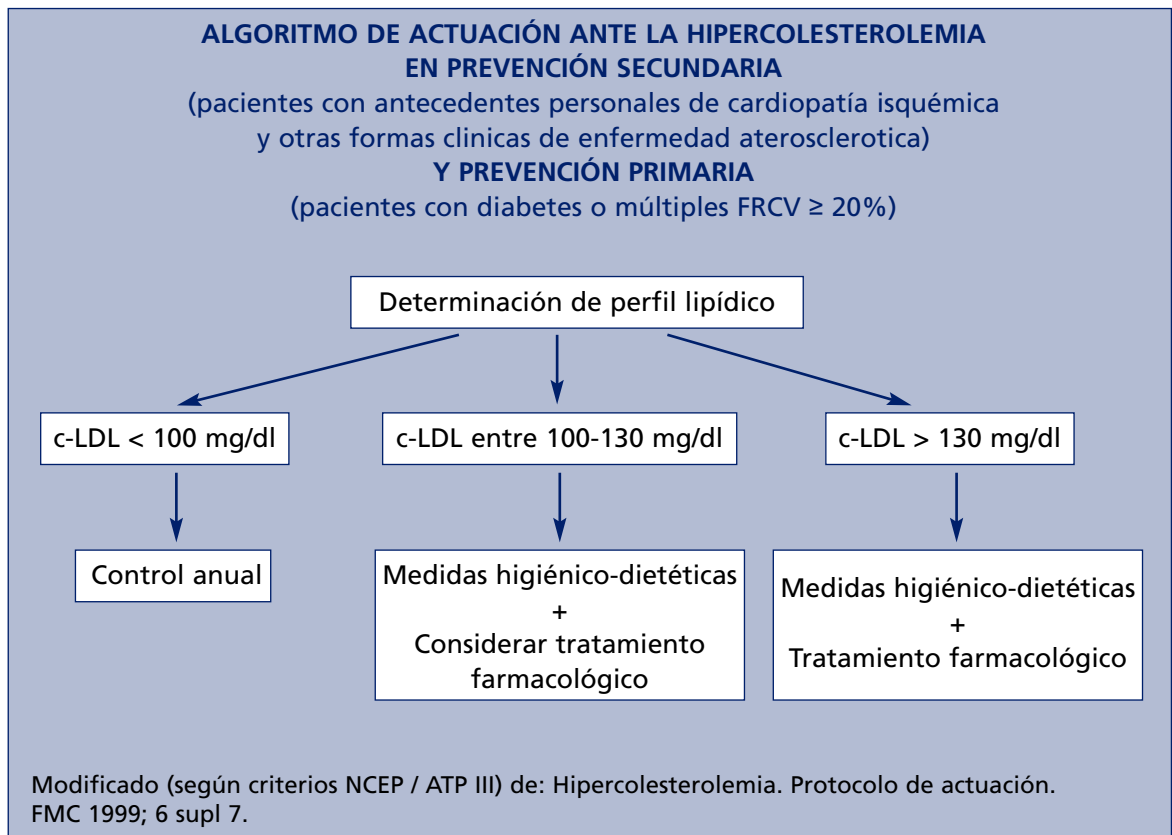 ALGORITMO DE ACTUACIÓN ANTE LA HIPERCOLESTEROLEMIA
EN PREVENCIÓN SECUNDARIA
(pacientes con antecedentes personales de cardiopatía isquémica
y otras formas clinicas de enfermedad aterosclerotica)
Y PREVENCIÓN PRIMARIA
(pacientes con diabetes o múltiples FRCV ≥ 20%)
Determinación de perfil lipídico
c-LDL < 100 mg/dl
c-LDL entre 100-130 mg/dl
c-LDL > 130 mg/dl
Control anual
Medidas higiénico-dietéticas
+
Considerar tratamiento
farmacológico
Medidas higiénico-dietéticas
+
Tratamiento farmacológico
Modificado (según criterios NCEP / ATP III) de: Hipercolesterolemia. Protocolo de actuación.
FMC 1999; 6 supl 7.